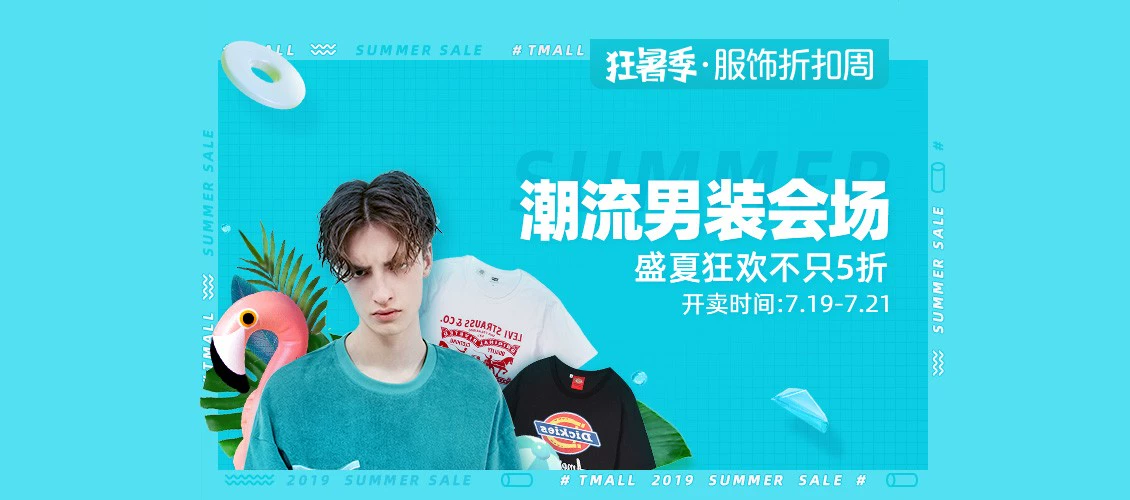 TMALL SUMMER SALE # TMALL
狂暑季·服饰折扣周
SUMMER
潮流男装会场
盛夏狂欢不只5折
开卖时间:7.19-7.21
LEVI STRAUSS & CO.
QUALITY
Dickies
SUMMER SALE
TMALL
# SUMMER SALE
2019 SUMMER SALE # TMALL 2019 SUMMER SALE #